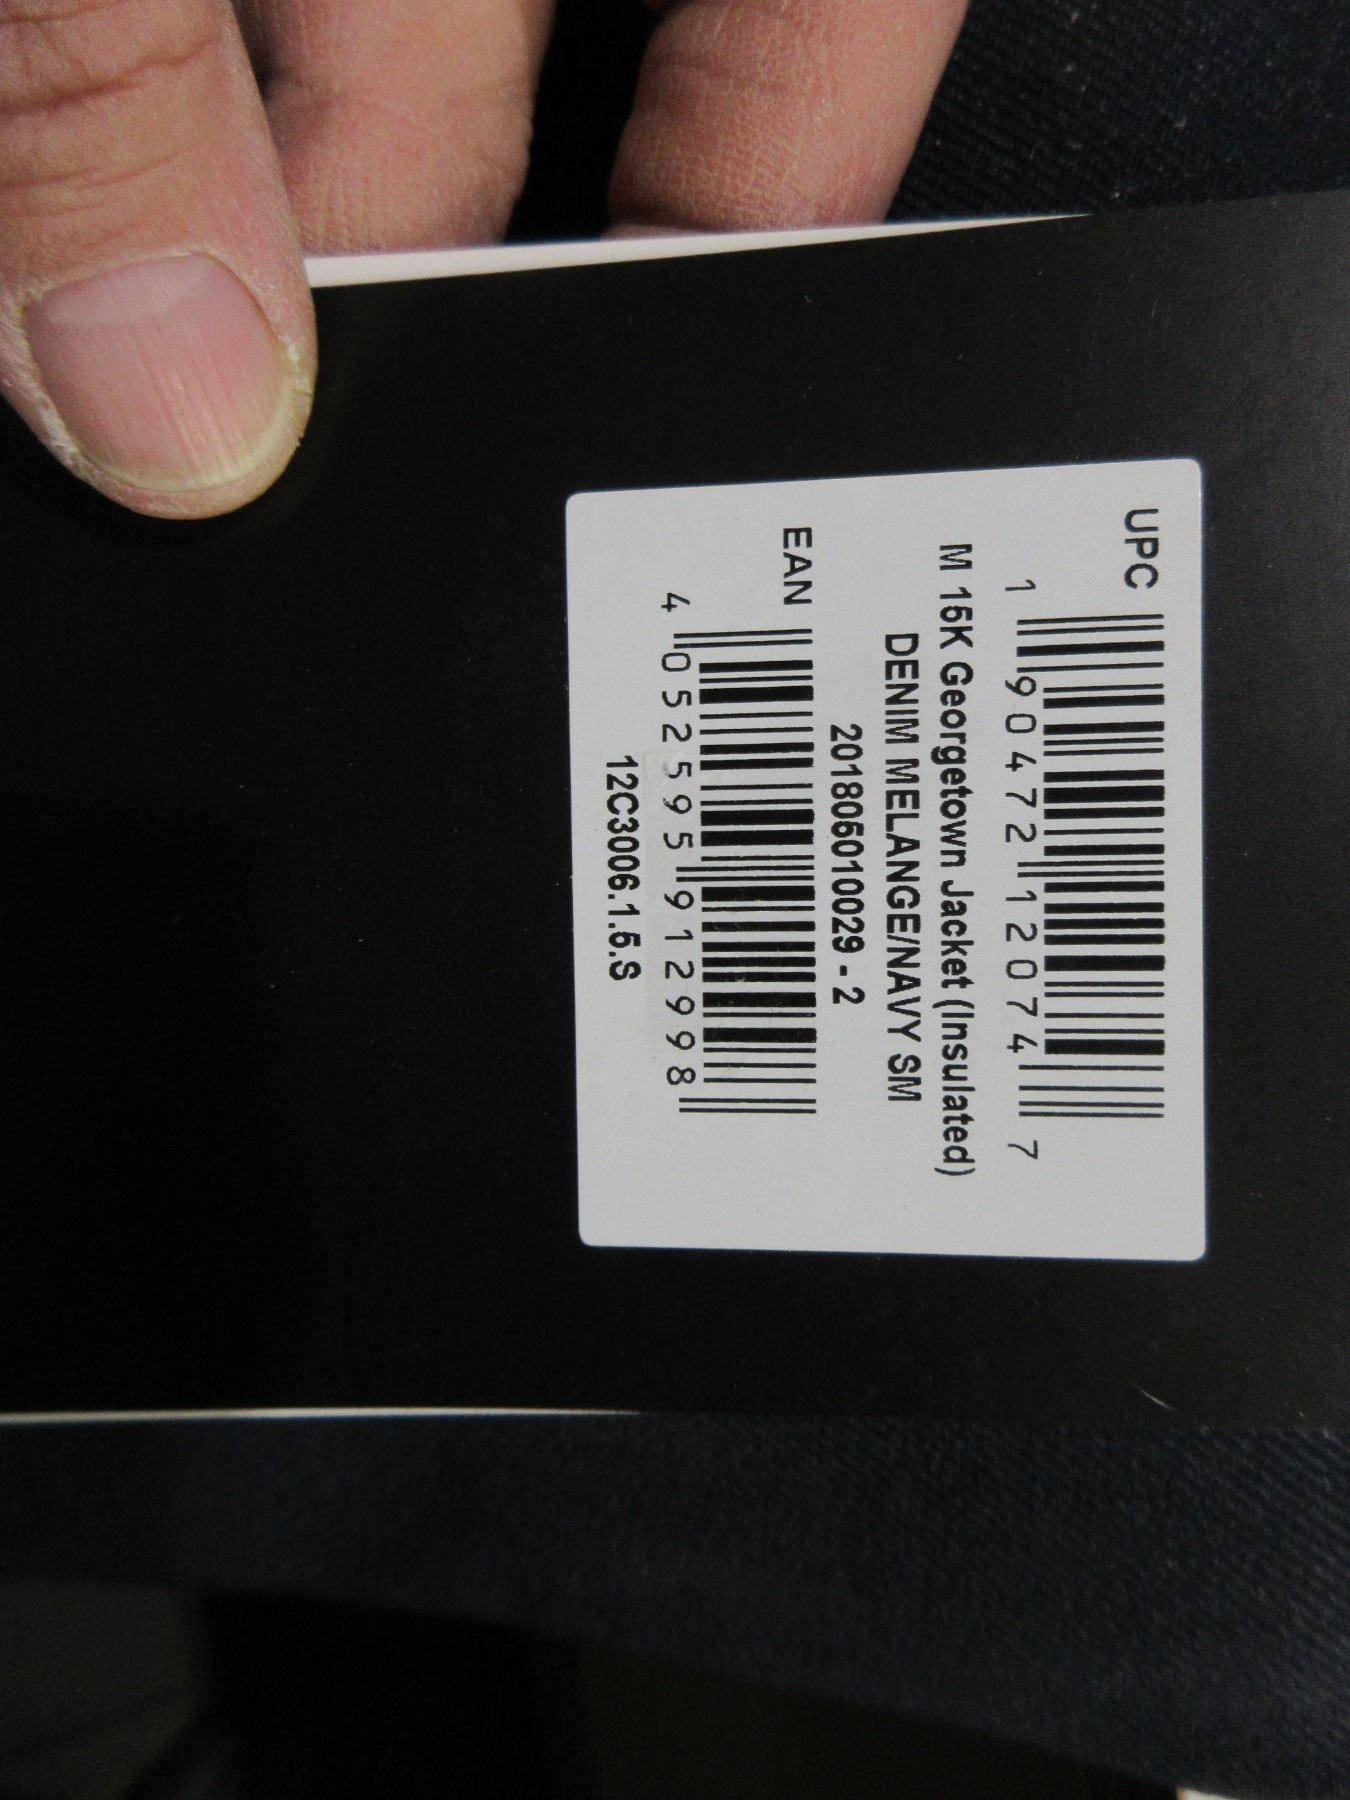 UPC
1 90472 12074 7
M 15K Georgetown Jacket (Insulated)
DENIM MELANGE/NAVY SM
2018060010029 - 2
EAN
4 052595 912998
12C3006.1.5.S